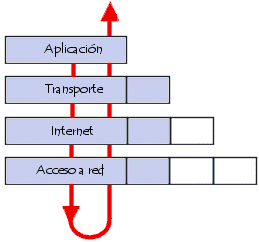 Aplicación
Transporte
Internet
Acceso a red